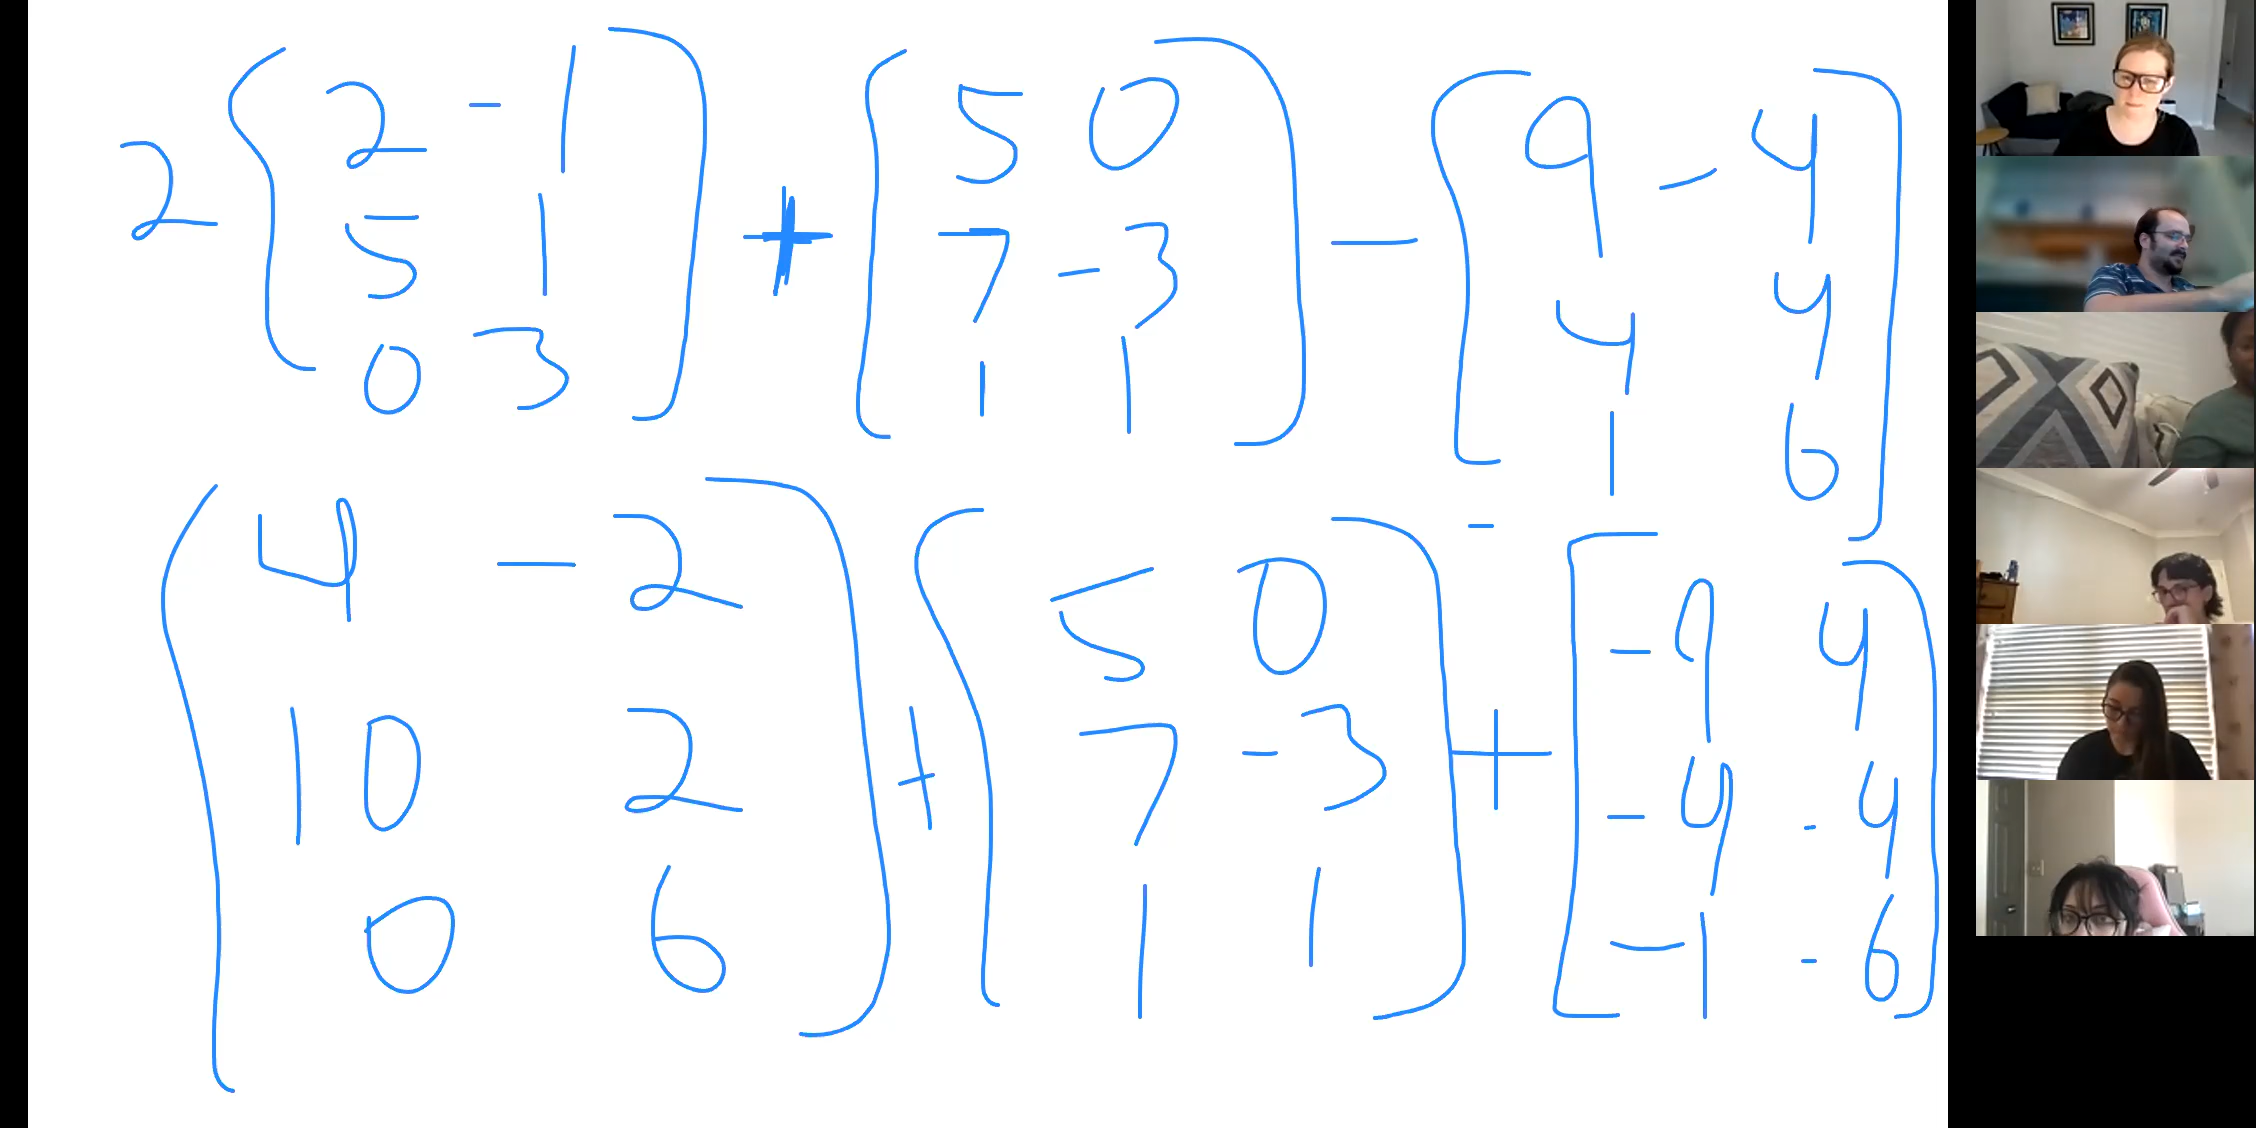 2 [ 2 -1 ] + [ 5 0 ] - [ 9 -4 ]
[ 5 1 ] [ 7 -3 ] [ 4 4 ]
[ 0 3 ] [ 1 1 ] [ 1 6 ]
-
[ 4 -2 ] + [ 5 0 ] + [ -9 4 ]
[ 10 2 ] [ 7 -3 ] [ -4 -4 ]
[ 0 6 ] [ 1 1 ] [ -1 -6 ]